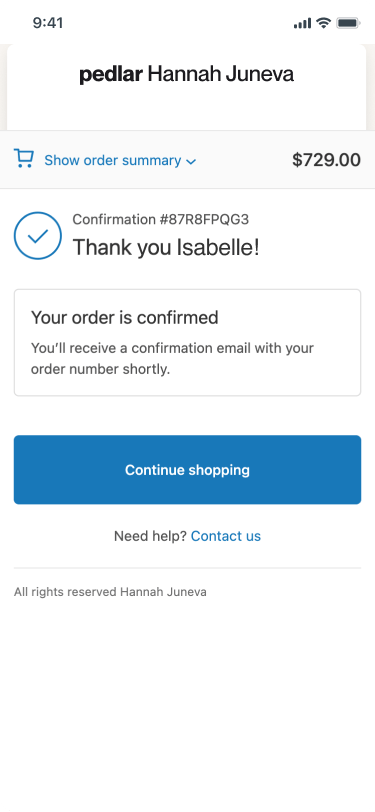 9:41
pedlar Hannah Juneva
Show order summary $729.00
Confirmation #87R8FPQG3
Thank you Isabelle!
Your order is confirmed
You’ll receive a confirmation email with your
order number shortly.
Continue shopping
Need help? Contact us
All rights reserved Hannah Juneva